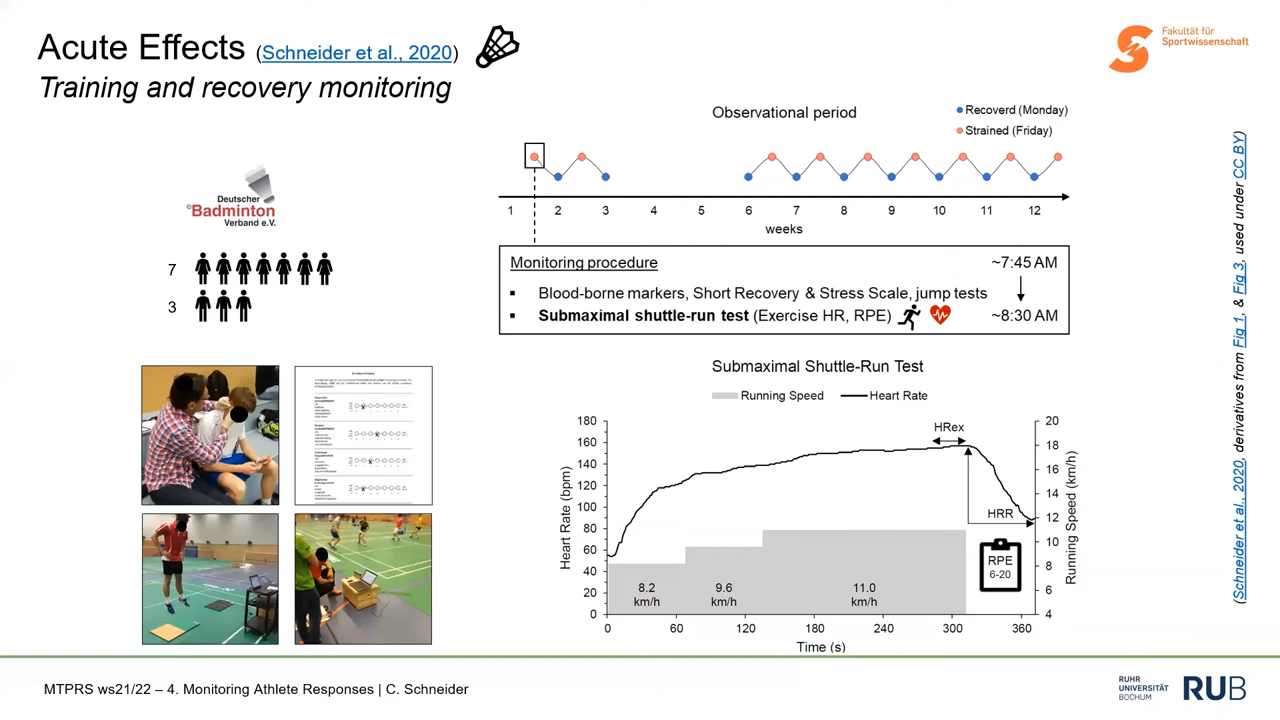 Acute Effects (Schneider et al., 2020)
Training and recovery monitoring
Fakultät für
Sportwissenschaft
Deutscher
©Badminton
Verband e.V.
7
3
Observational period
Recoverd (Monday)
Strained (Friday)
1 2 3 4 5 6 7 8 9 10 11 12
weeks
Monitoring procedure ~7:45 AM
▪ Blood-borne markers, Short Recovery & Stress Scale, jump tests
▪ Submaximal shuttle-run test (Exercise HR, RPE) ~8:30 AM
Submaximal Shuttle-Run Test
Running Speed Heart Rate
Heart Rate (bpm)
180
160
140
120
100
80
60
40
20
0
HRex
HRR
RPE
6-20
8.2
km/h
9.6
km/h
11.0
km/h
20
18
16
14
12
10
8
6
4
Running Speed (km/h)
0 60 120 180 240 300 360
Time (s)
(Schneider et al., 2020, derivatives from Fig 1, & Fig 3, used under CC BY)
MTPRS ws21/22 – 4. Monitoring Athlete Responses | C. Schneider
RUHR
UNIVERSITÄT
BOCHUM
RUB